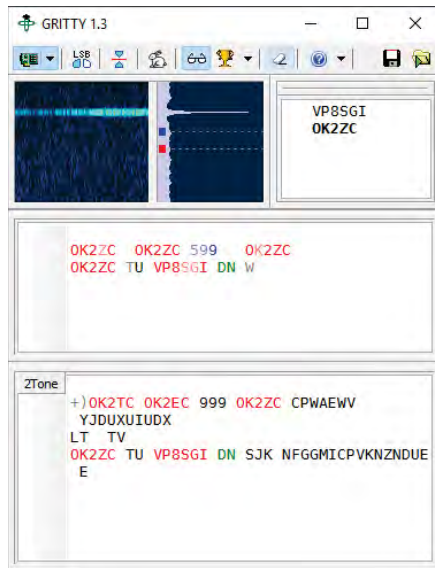 GRITTY 1.3
LSB
VP8SGI
OK2ZC
OK2ZC OK2ZC 599 OK2ZC
OK2ZC TU VP8SGI DN W
2Tone
+)OK2TC OK2EC 999 OK2ZC CPWAEWV
YJDUXUIUDX
LT TV
OK2ZC TU VP8SGI DN SJK NFGGMICPVKNZNDUE
E